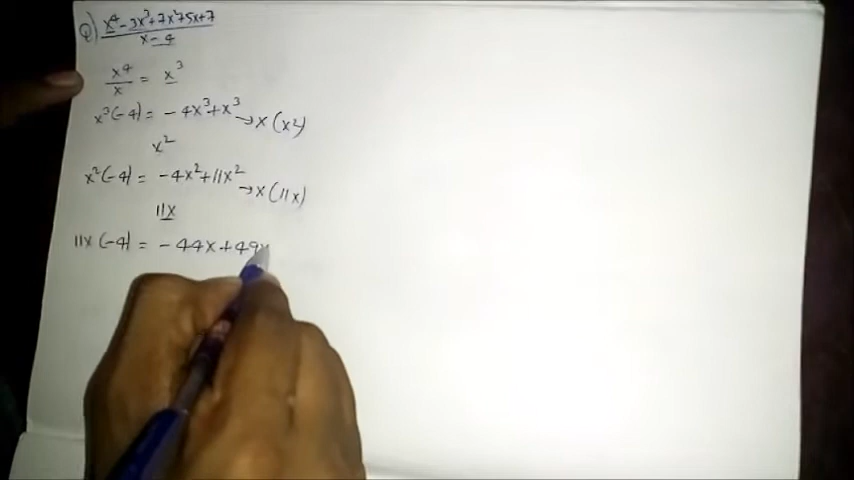 Q) x⁴-3x³+7x²+5x+7
x-4
x⁴/x = x³
x³(-4) = -4x³+x³ → x(x²)
x²
x²(-4) = -4x²+11x² → x(11x)
11x
11x(-4) = -44x+49x